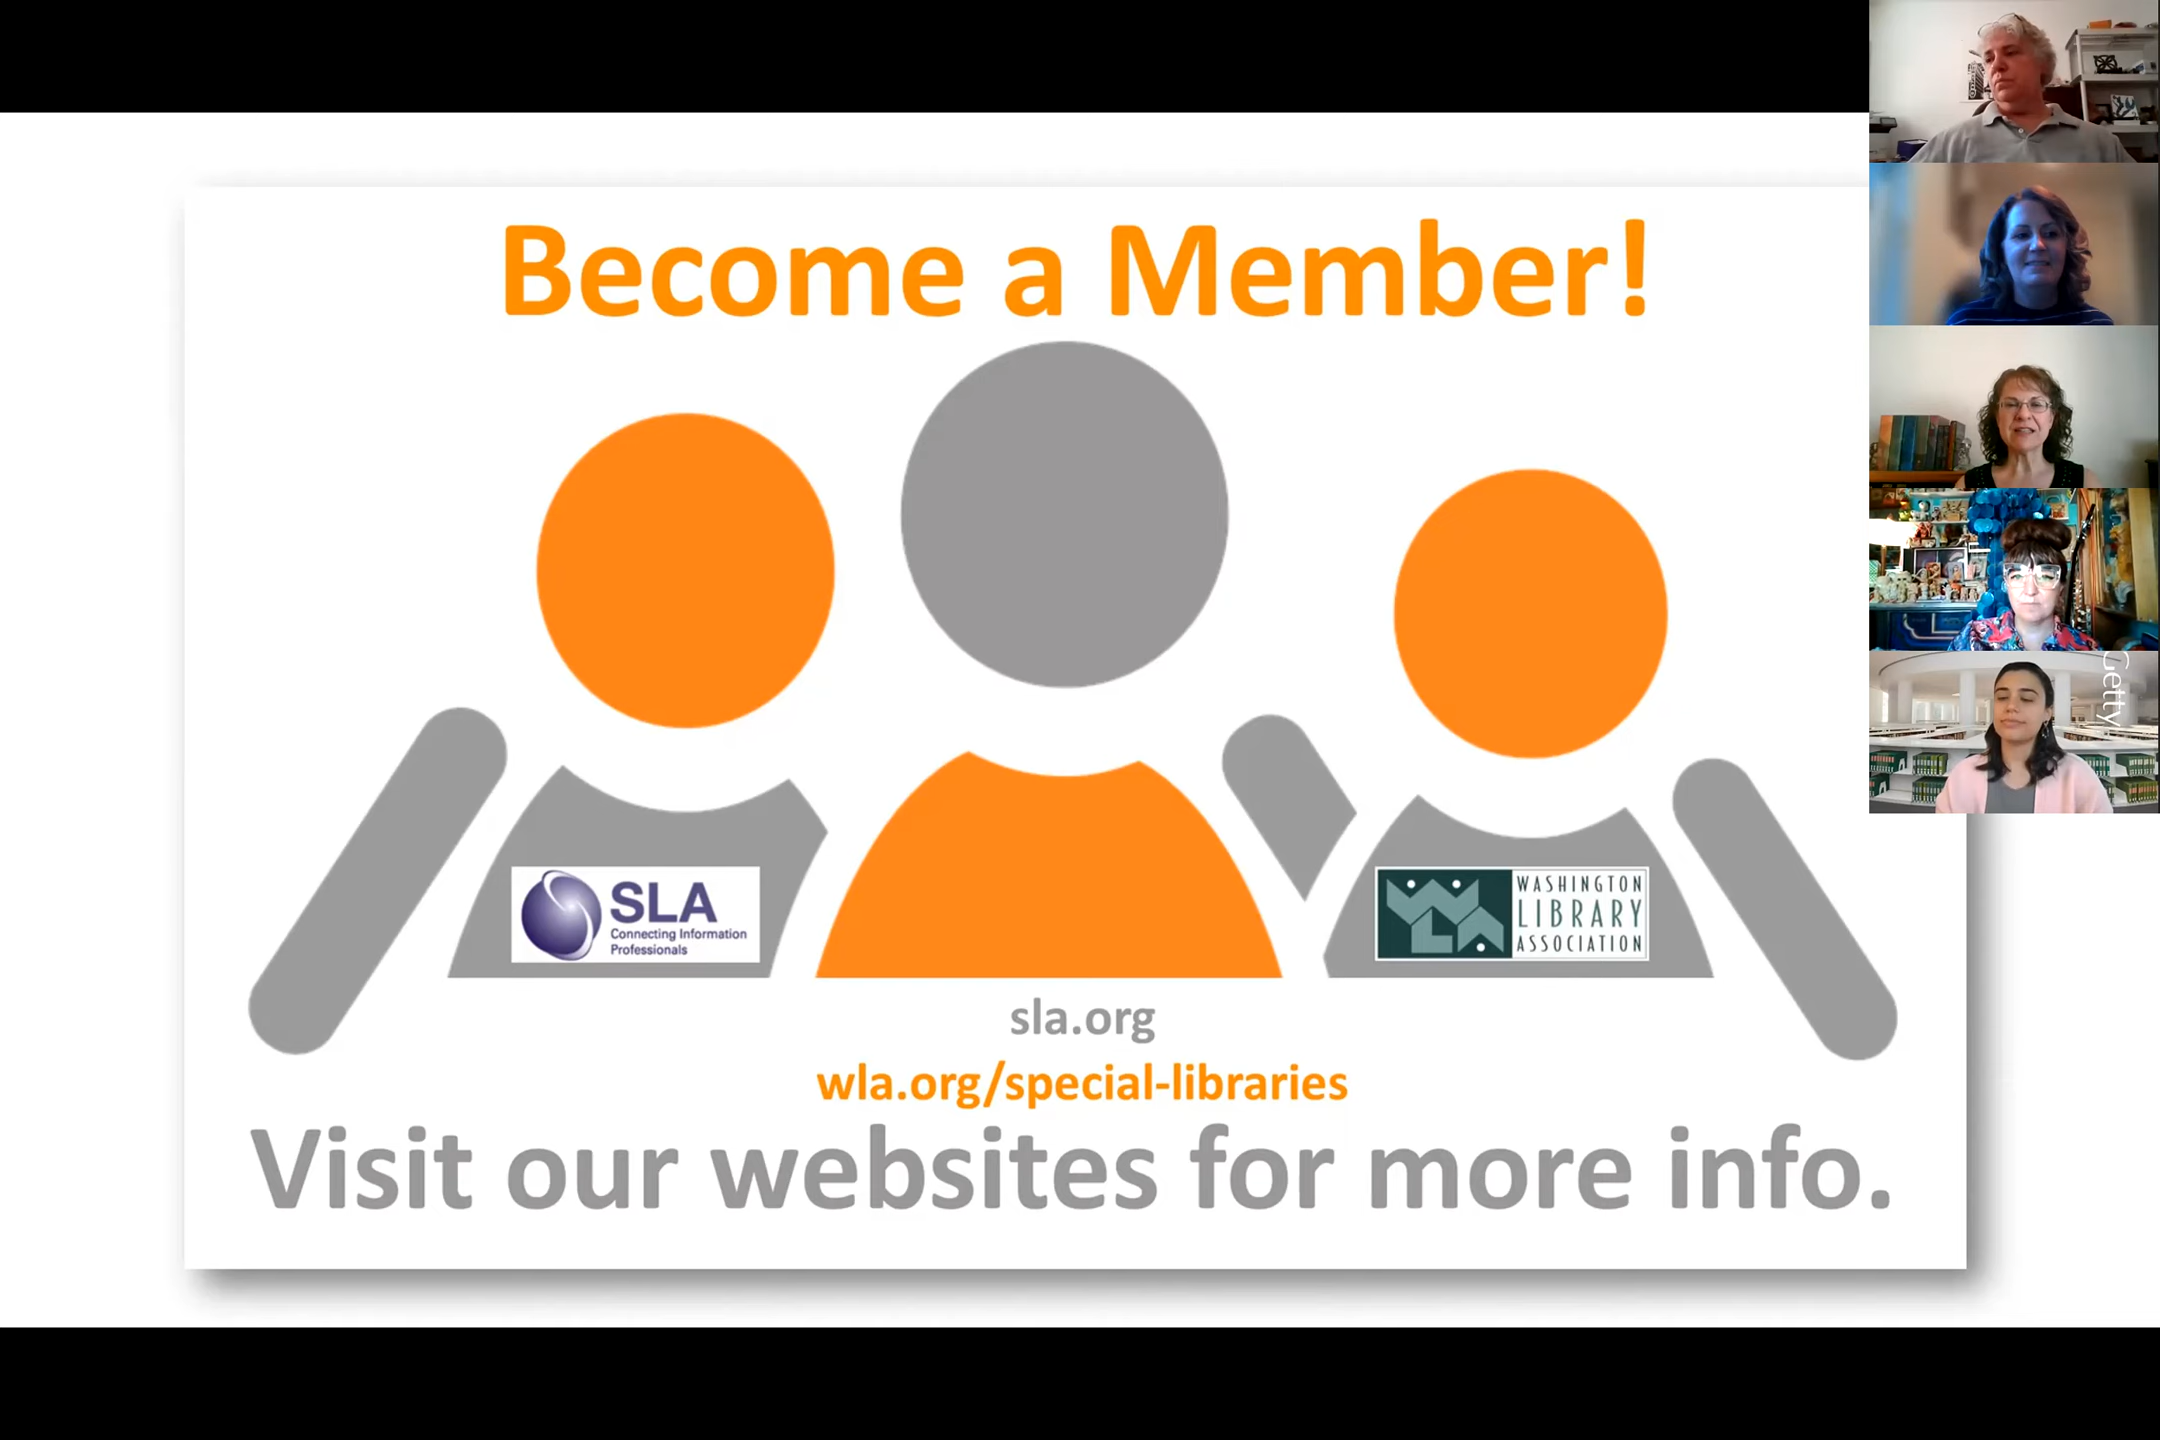 Become a Member!
SLA
Connecting Information
Professionals
WLA
WASHINGTON
LIBRARY
ASSOCIATION
sla.org
wla.org/special-libraries
Visit our websites for more info.
Getty